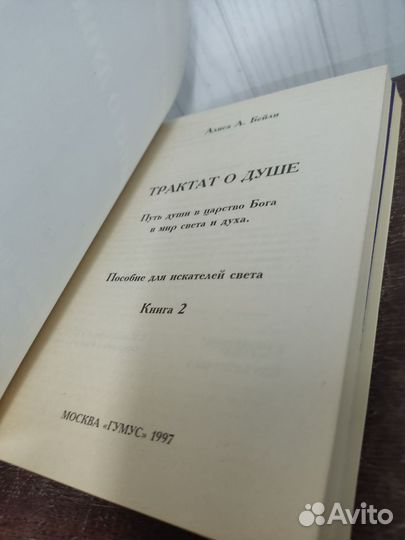 Алиса А. Бейли
ТРАКТАТ О ДУШЕ
Путь души в царство Бога
в мир света и духа.
Пособие для искателей света
Книга 2
МОСКВА «ГУМУС» 1997
Avito